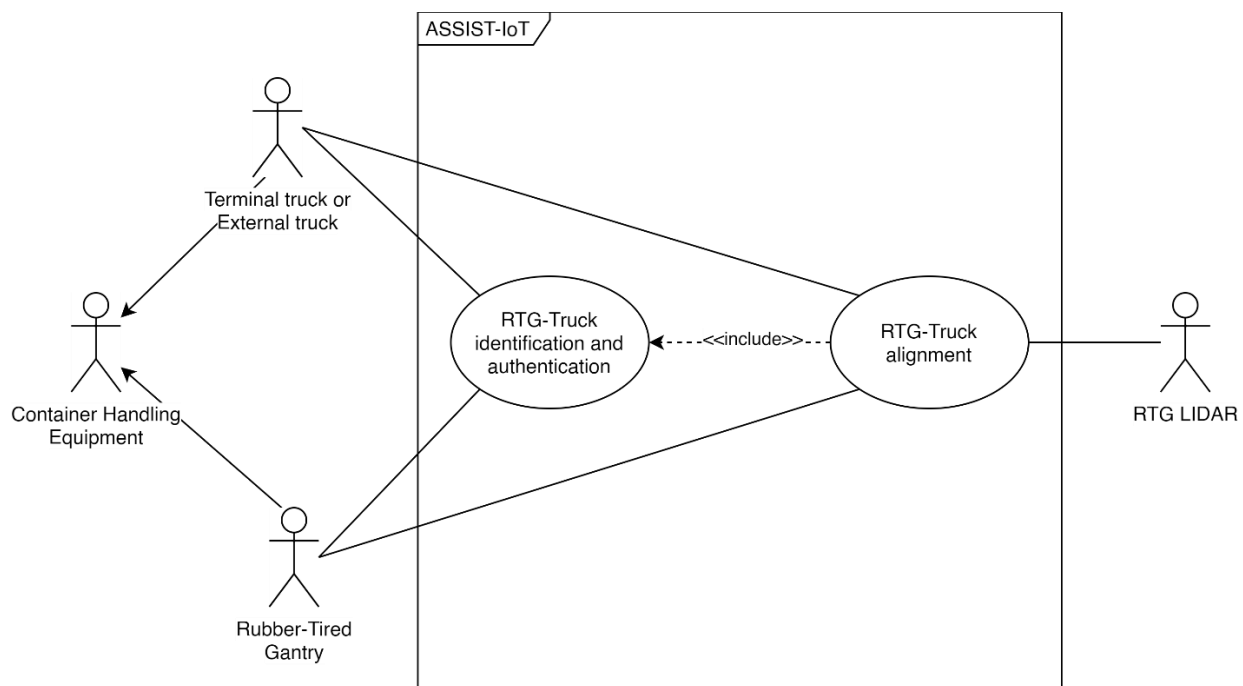 ASSIST-IoT
Terminal truck or
External truck
RTG-Truck
identification and
authentication
<<include>>
RTG-Truck
alignment
Container Handling
Equipment
RTG LIDAR
Rubber-Tired
Gantry